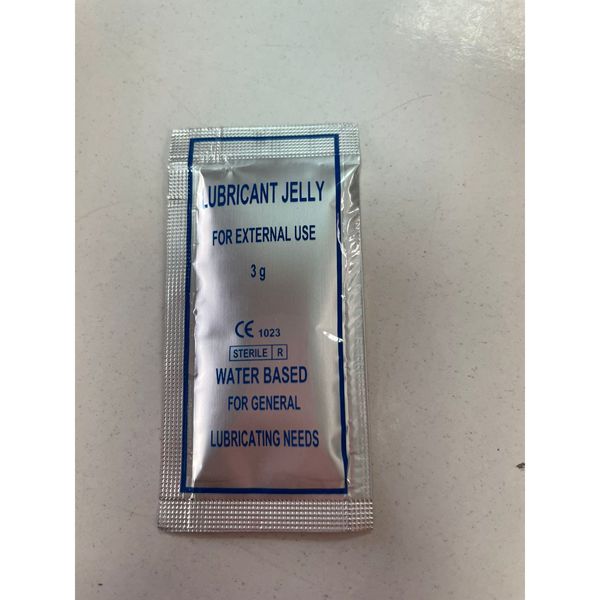 LUBRICANT JELLY
FOR EXTERNAL USE
3 g
CE 1023
STERILE R
WATER BASED
FOR GENERAL
LUBRICATING NEEDS